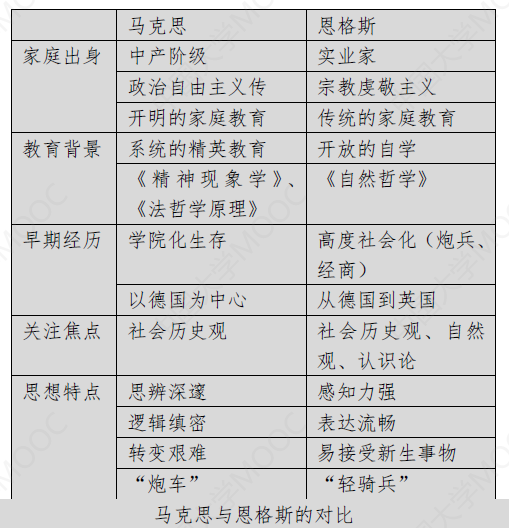 马克思 恩格斯
家庭出身 中产阶级 实业家
政治自由主义传 宗教虔敬主义
开明的家庭教育 传统的家庭教育
教育背景 系统的精英教育 开放的自学
《精神现象学》、 《自然哲学》
《法哲学原理》
早期经历 学院化生存 高度社会化（炮兵、
经商）
以德国为中心 从德国到英国
关注焦点 社会历史观 社会历史观、自然
观、认识论
思想特点 思辨深邃 感知力强
逻辑缜密 表达流畅
转变艰难 易接受新生事物
“炮车” “轻骑兵”
马克思与恩格斯的对比